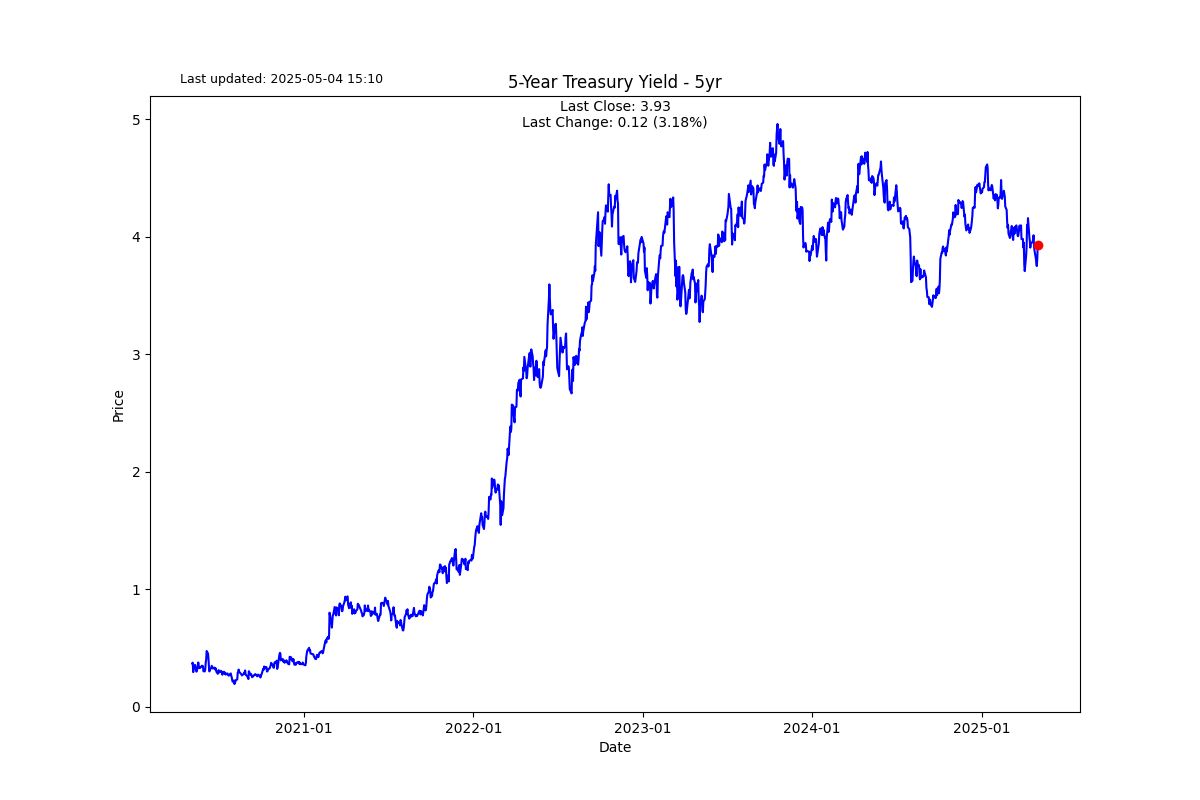 Last updated: 2025-05-04 15:10
5-Year Treasury Yield - 5yr
Last Close: 3.93
Last Change: 0.12 (3.18%)
5
4
3
2
1
0
Price
2021-01
2022-01
2023-01
2024-01
2025-01
Date